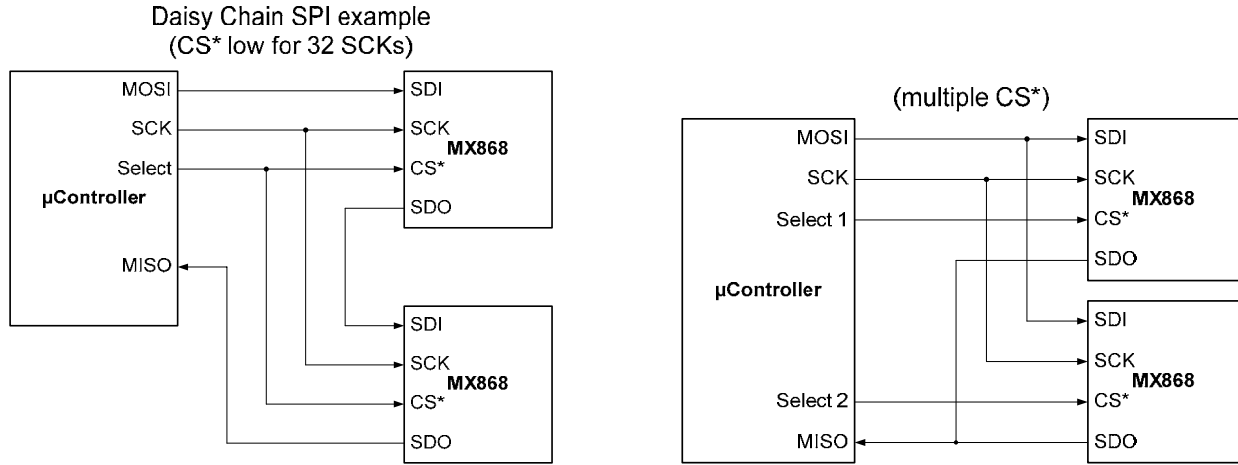 Daisy Chain SPI example
(CS* low for 32 SCKs)
MOSI
SCK
Select
µController
MISO
SDI
SCK
MX868
CS*
SDO
SDI
SCK
MX868
CS*
SDO
(multiple CS*)
MOSI
SCK
Select 1
µController
Select 2
MISO
SDI
SCK
MX868
CS*
SDO
SDI
SCK
MX868
CS*
SDO